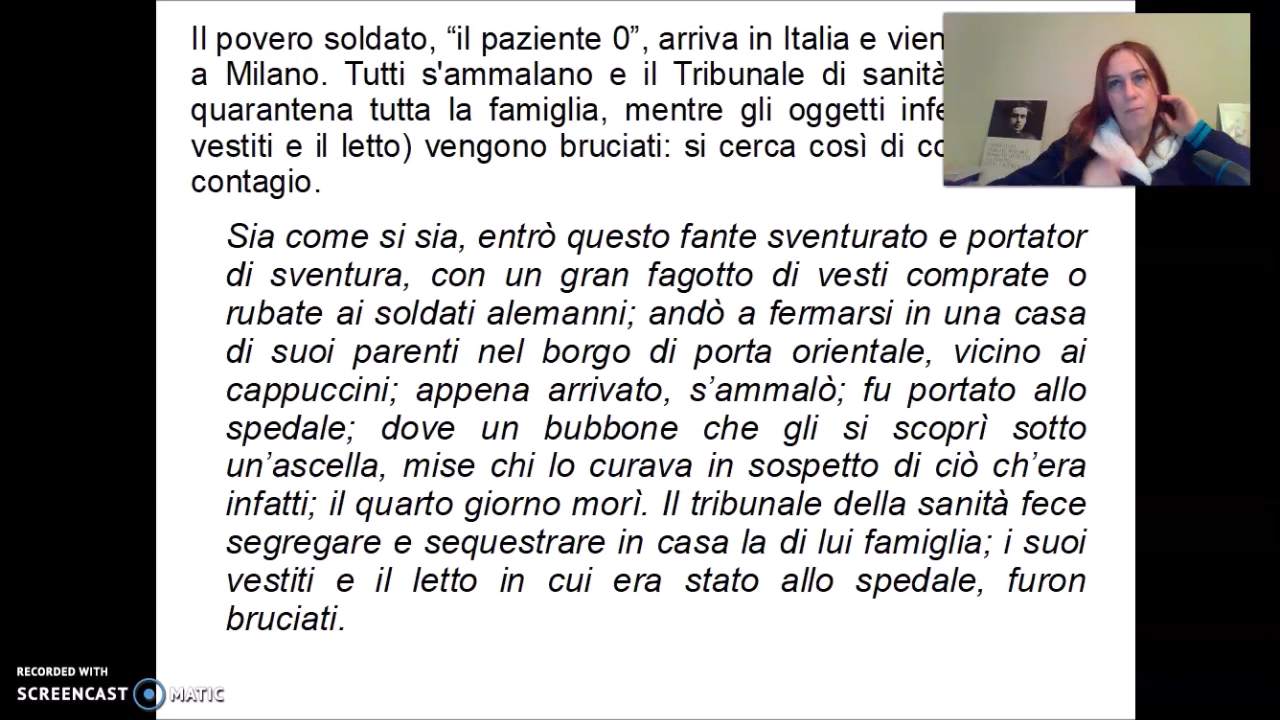 Il povero soldato, “il paziente 0”, arriva in Italia e vien
a Milano. Tutti s'ammalano e il Tribunale di sanità
quarantena tutta la famiglia, mentre gli oggetti infe
vestiti e il letto) vengono bruciati: si cerca così di co
contagio.
Sia come si sia, entrò questo fante sventurato e portator
di sventura, con un gran fagotto di vesti comprate o
rubate ai soldati alemanni; andò a fermarsi in una casa
di suoi parenti nel borgo di porta orientale, vicino ai
cappuccini; appena arrivato, s’ammalò; fu portato allo
spedale; dove un bubbone che gli si scoprì sotto
un’ascella, mise chi lo curava in sospetto di ciò ch’era
infatti; il quarto giorno morì. Il tribunale della sanità fece
segregare e sequestrare in casa la di lui famiglia; i suoi
vestiti e il letto in cui era stato allo spedale, furon
bruciati.
RECORDED WITH
SCREENCAST MATIC